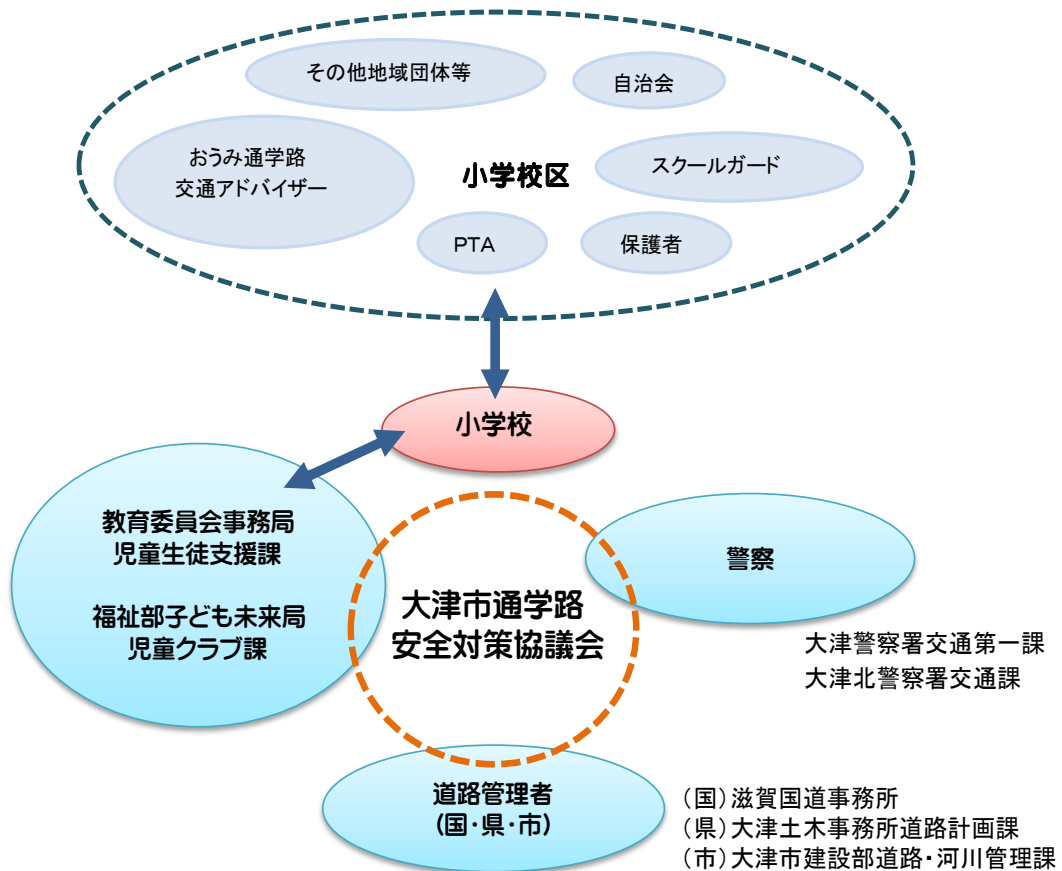 その他地域団体等
自治会
おうみ通学路
交通アドバイザー
小学校区
スクールガード
PTA
保護者
小学校
教育委員会事務局
児童生徒支援課
福祉部子ども未来局
児童クラブ課
大津市通学路
安全対策協議会
警察
大津警察署交通第一課
大津北警察署交通課
道路管理者
(国・県・市)
(国)滋賀国道事務所
(県)大津土木事務所道路計画課
(市)大津市建設部道路・河川管理課